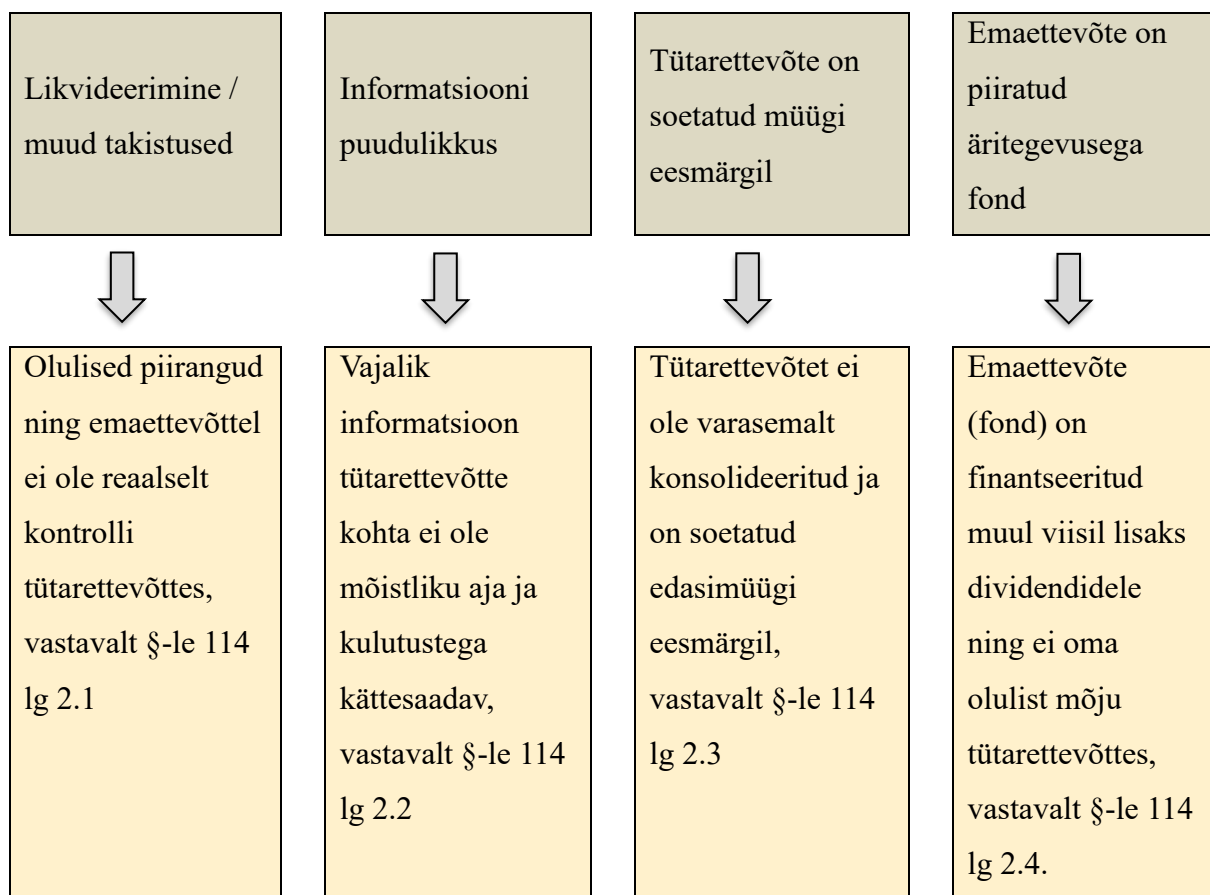 Likvideerimine /
muud takistused
Informatsiooni
puudulikkus
Tütarettevõte on
soetatud müügi
eesmärgil
Emaettevõte on
piiratud
äritegevusega
fond
Olulised piirangud
ning emaettevõttel
ei ole reaalselt
kontrolli
tütarettevõttes,
vastavalt §-le 114
lg 2.1
Vajalik
informatsioon
tütarettevõtte
kohta ei ole
mõistliku aja ja
kulutustega
kättesaadav,
vastavalt §-le 114
lg 2.2
Tütarettevõtet ei
ole varasemalt
konsolideeritud ja
on soetatud
edasimüügi
eesmärgil,
vastavalt §-le 114
lg 2.3
Emaettevõte
(fond) on
finantseeritud
muul viisil lisaks
dividendidele
ning ei oma
olulist mõju
tütarettevõttes,
vastavalt §-le 114
lg 2.4.